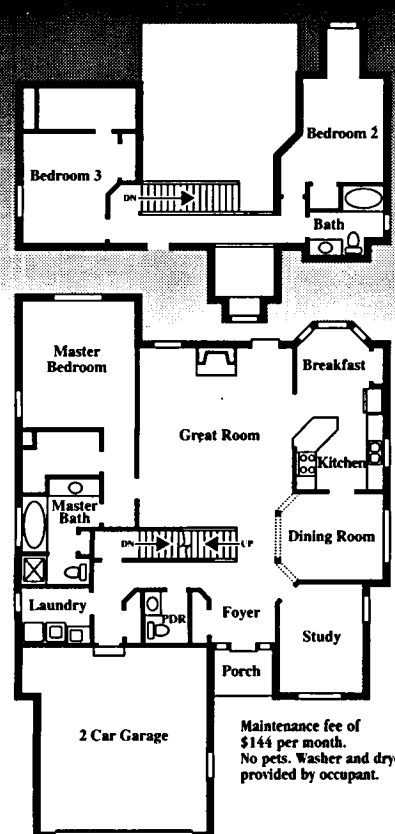 Bedroom 2
Bedroom 3
DN
Bath
Master
Bedroom
Breakfast
Great Room
Kitchen
Master
Bath
DN
UP
Dining Room
Laundry
PDR
Foyer
Study
Porch
2 Car Garage
Maintenance fee of
$144 per month.
No pets. Washer and drye
provided by occupant.